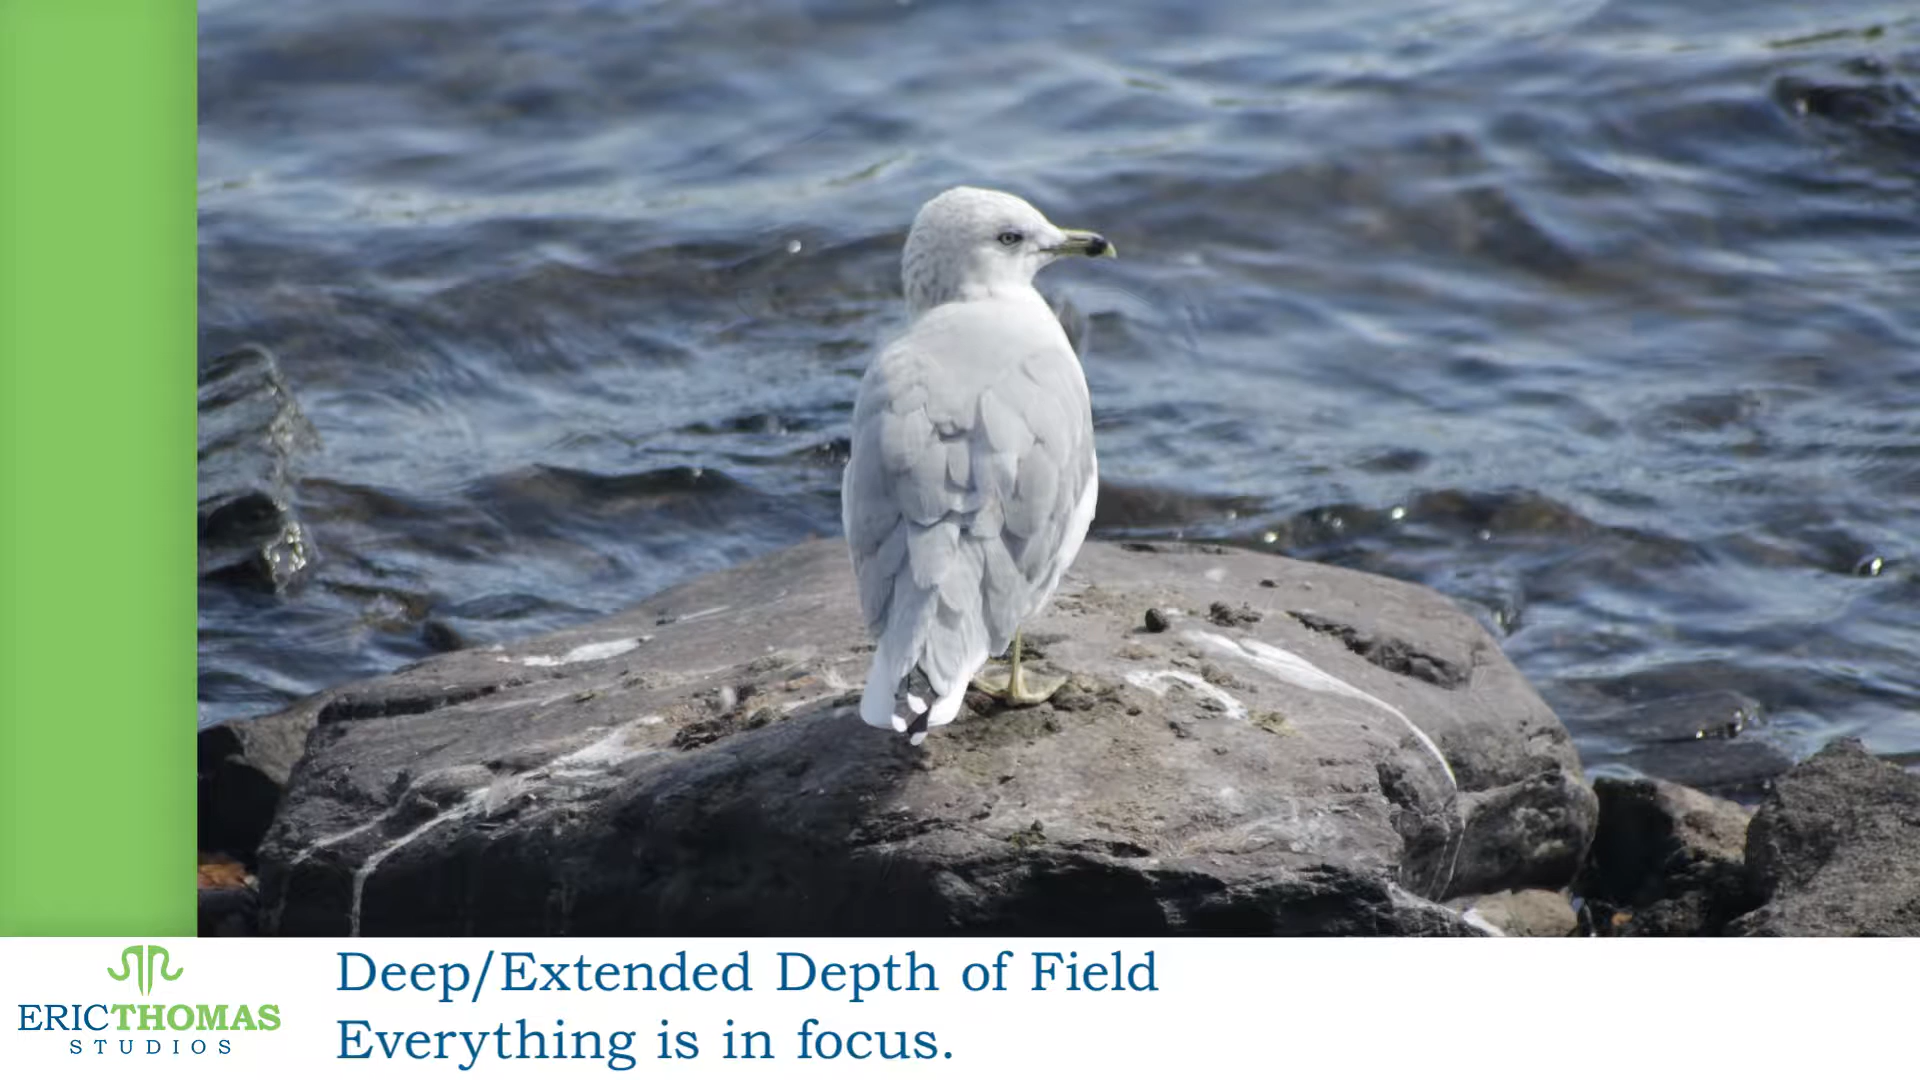 Deep/Extended Depth of Field
Everything is in focus.
ERICTHOMAS
STUDIOS